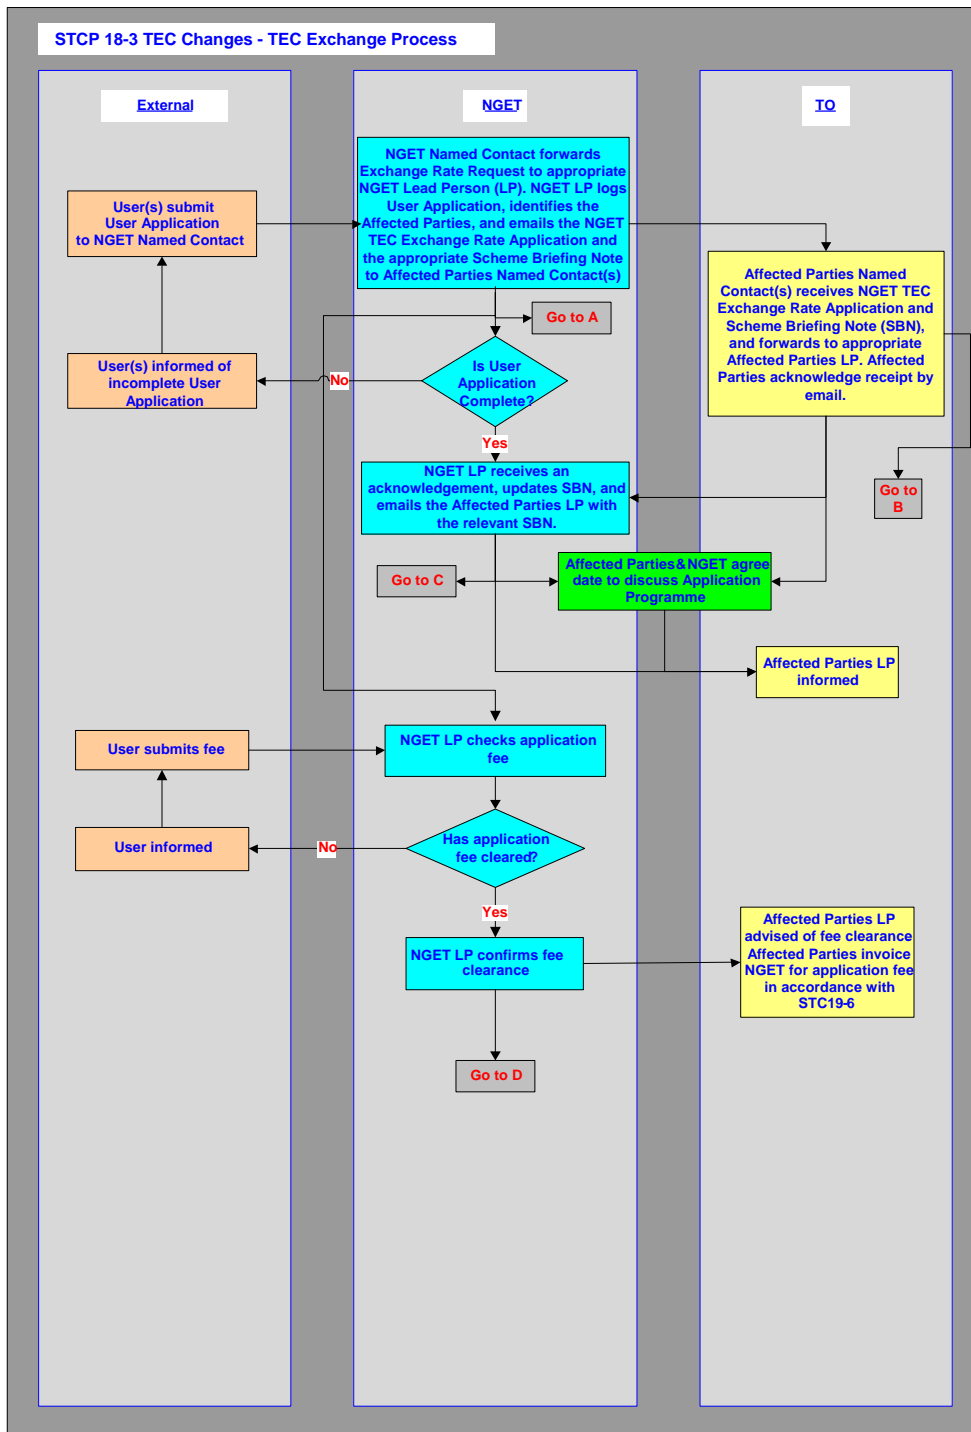 STCP 18-3 TEC Changes - TEC Exchange Process
External
NGET
TO
NGET Named Contact forwards
Exchange Rate Request to appropriate
NGET Lead Person (LP). NGET LP logs
User Application, identifies the
Affected Parties, and emails the NGET
TEC Exchange Rate Application and
the appropriate Scheme Briefing Note
to Affected Parties Named Contact(s)
User(s) submit
User Application
to NGET Named Contact
Affected Parties Named
Contact(s) receives NGET TEC
Exchange Rate Application and
Scheme Briefing Note (SBN),
and forwards to appropriate
Affected Parties LP. Affected
Parties acknowledge receipt by
email.
Go to A
User(s) informed of
incomplete User
Application
No
Is User
Application
Complete?
Yes
NGET LP receives an
acknowledgement, updates SBN, and
emails the Affected Parties LP with
the relevant SBN.
Go to
B
Go to C
Affected Parties&NGET agree
date to discuss Application
Programme
Affected Parties LP
informed
User submits fee
NGET LP checks application
fee
User informed
No
Has application
fee cleared?
Yes
NGET LP confirms fee
clearance
Affected Parties LP
advised of fee clearance
Affected Parties invoice
NGET for application fee
in accordance with
STC19-6
Go to D